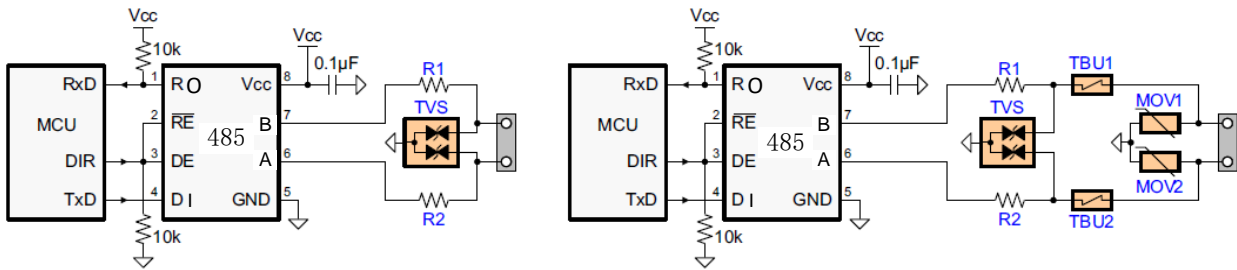 Vcc
10k
Vcc
0.1µF
RxD
1
RO
Vcc
8
R1
MCU
2
RE
B
7
TVS
485
DIR
3
DE
A
6
TxD
4
DI
GND
5
R2
10k
Vcc
10k
Vcc
0.1µF
RxD
1
RO
Vcc
8
R1
TBU1
MCU
2
RE
B
7
TVS
MOV1
485
DIR
3
DE
A
6
MOV2
TxD
4
DI
GND
5
R2
TBU2
10k